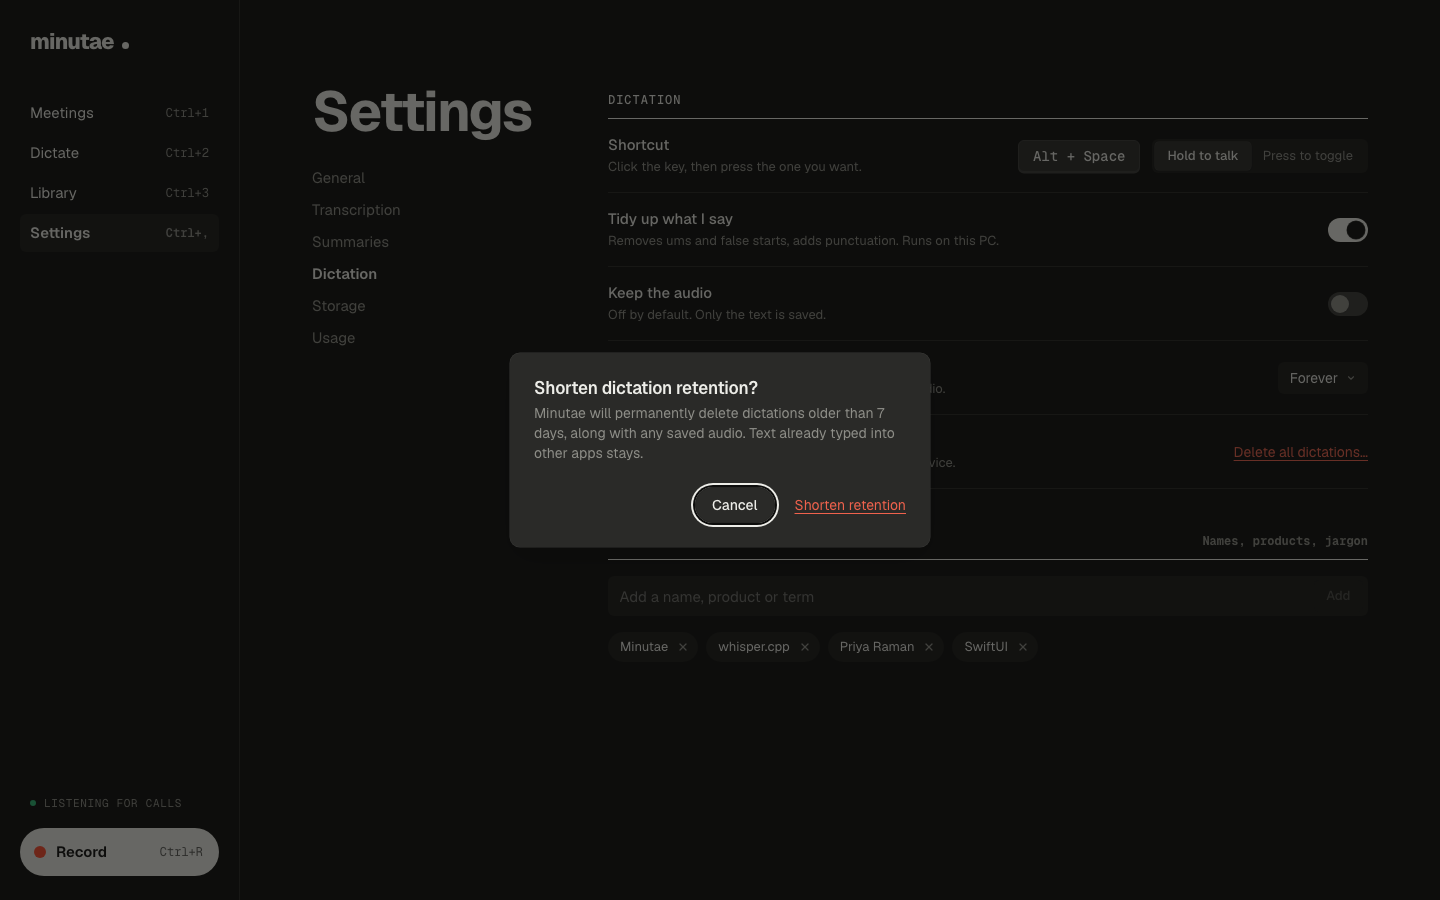 minutae
Meetings Ctrl+1
Dictate Ctrl+2
Library Ctrl+3
Settings Ctrl+,
LISTENING FOR CALLS
Record Ctrl+R
Settings
General
Transcription
Summaries
Dictation
Storage
Usage
DICTATION
Shortcut
Click the key, then press the one you want.
Alt + Space
Hold to talk
Press to toggle
Tidy up what I say
Removes ums and false starts, adds punctuation. Runs on this PC.
Keep the audio
Off by default. Only the text is saved.
Forever
Delete all dictations...
Shorten dictation retention?
Minutae will permanently delete dictations older than 7
days, along with any saved audio. Text already typed into
other apps stays.
Cancel
Shorten retention
Names, products, jargon
Add a name, product or term
Add
Minutae
whisper.cpp
Priya Raman
SwiftUI